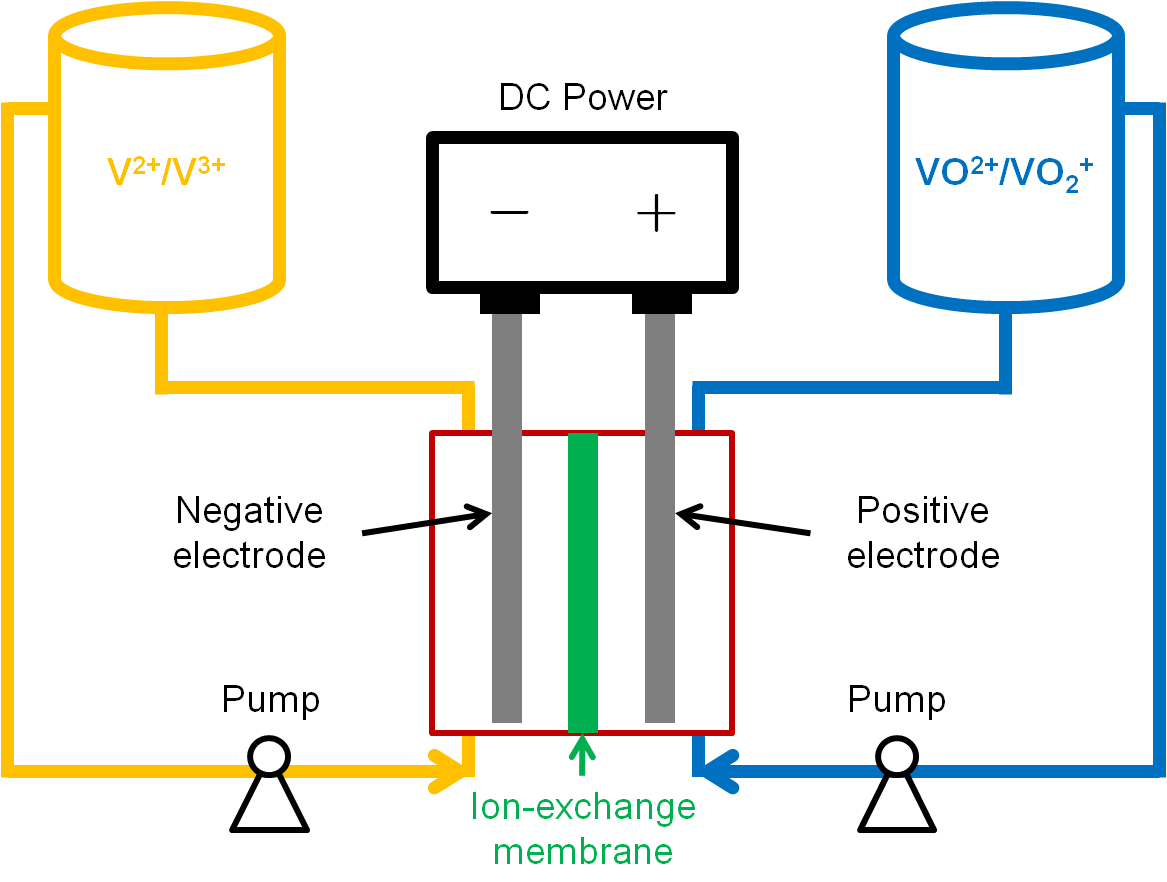 DC Power
V²⁺/V³⁺
VO²⁺/VO₂⁺
− +
Negative
electrode
Positive
electrode
Pump
Pump
Ion-exchange
membrane